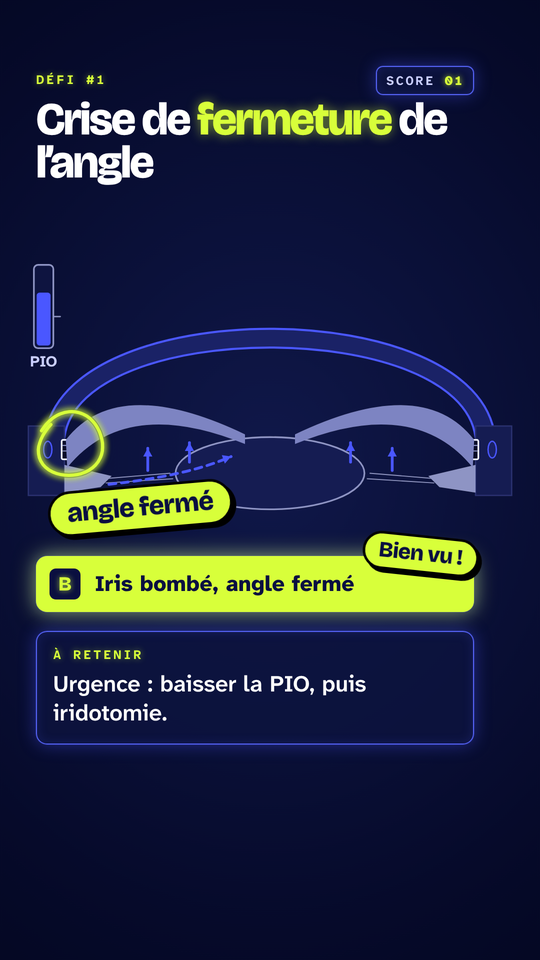 DÉFI #1
SCORE 01
Crise de fermeture de
l'angle
PIO
angle fermé
Bien vu !
B Iris bombé, angle fermé
À RETENIR
Urgence : baisser la PIO, puis
iridotomie.